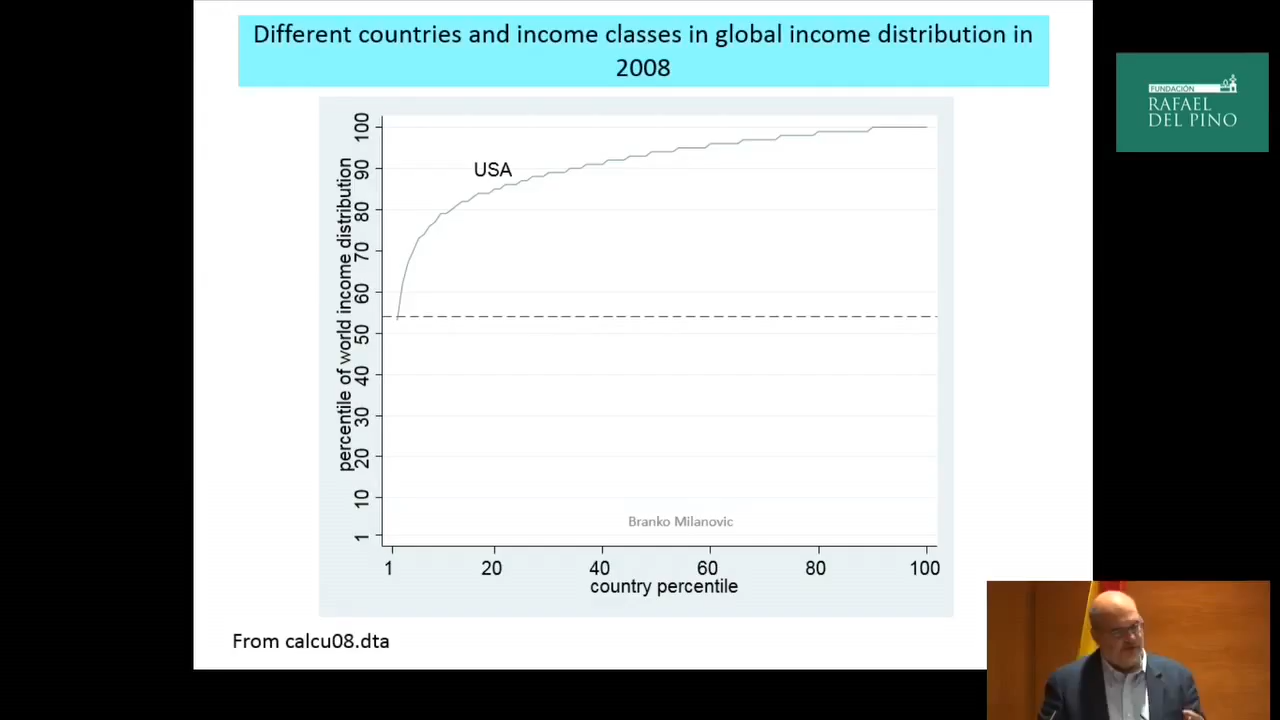 Different countries and income classes in global income distribution in
2008
FUNDACIÓN
RAFAEL
DEL PINO
percentile of world income distribution
100
90
80
70
60
50
40
30
20
10
1
USA
Branko Milanovic
1 20 40 60 80 100
country percentile
From calcu08.dta